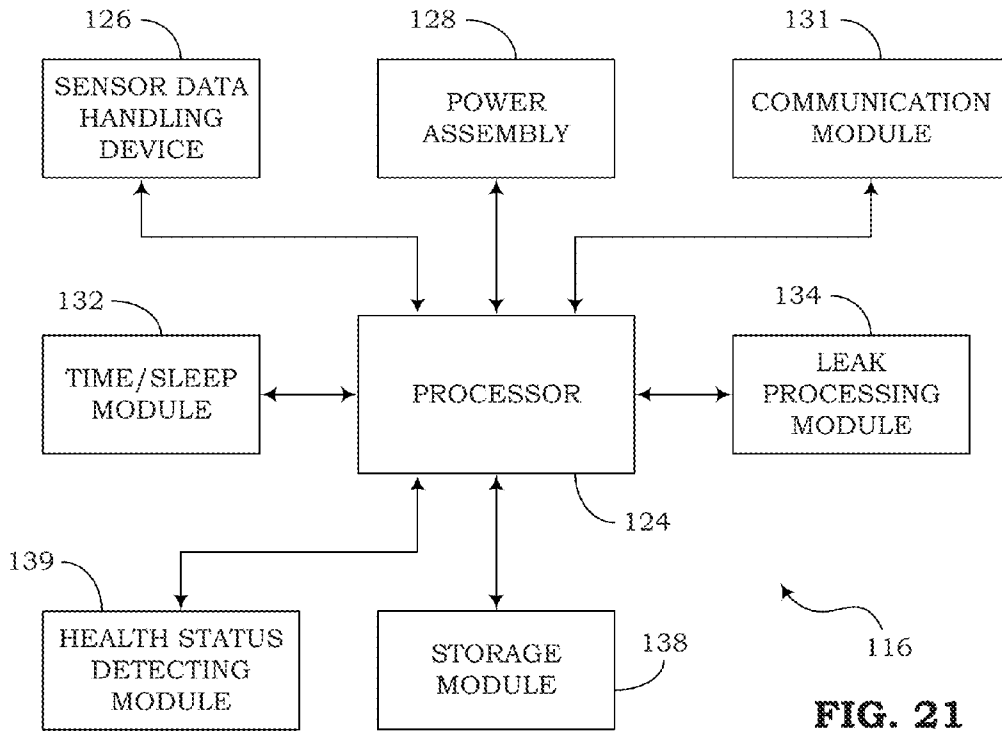 126
128
131
SENSOR DATA
HANDLING
DEVICE
POWER
ASSEMBLY
COMMUNICATION
MODULE
132
134
TIME/SLEEP
MODULE
PROCESSOR
LEAK
PROCESSING
MODULE
124
139
HEALTH STATUS
DETECTING
MODULE
STORAGE
MODULE
138
116
FIG. 21